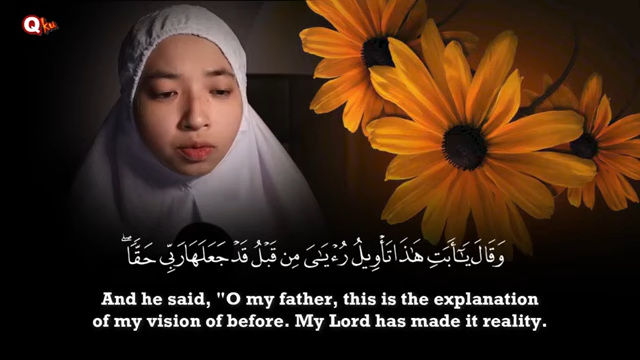 Qku
وَقَالَ يَٰٓأَبَتِ هَٰذَا تَأْوِيلُ رُءْيَٰىَ مِن قَبْلُ قَدْ جَعَلَهَا رَبِّى حَقًّا ۖ
And he said, "O my father, this is the explanation
of my vision of before. My Lord has made it reality.